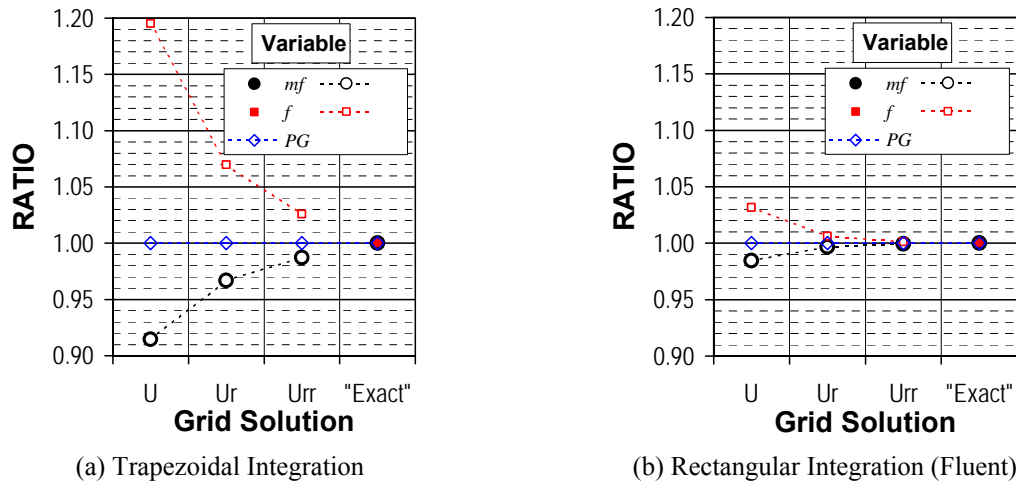 1.20
1.15
1.10
1.05
1.00
0.95
0.90
RATIO
Variable
mf
f
PG
U Ur Urr "Exact"
Grid Solution
(a) Trapezoidal Integration
1.20
1.15
1.10
1.05
1.00
0.95
0.90
RATIO
Variable
mf
f
PG
U Ur Urr "Exact"
Grid Solution
(b) Rectangular Integration (Fluent)